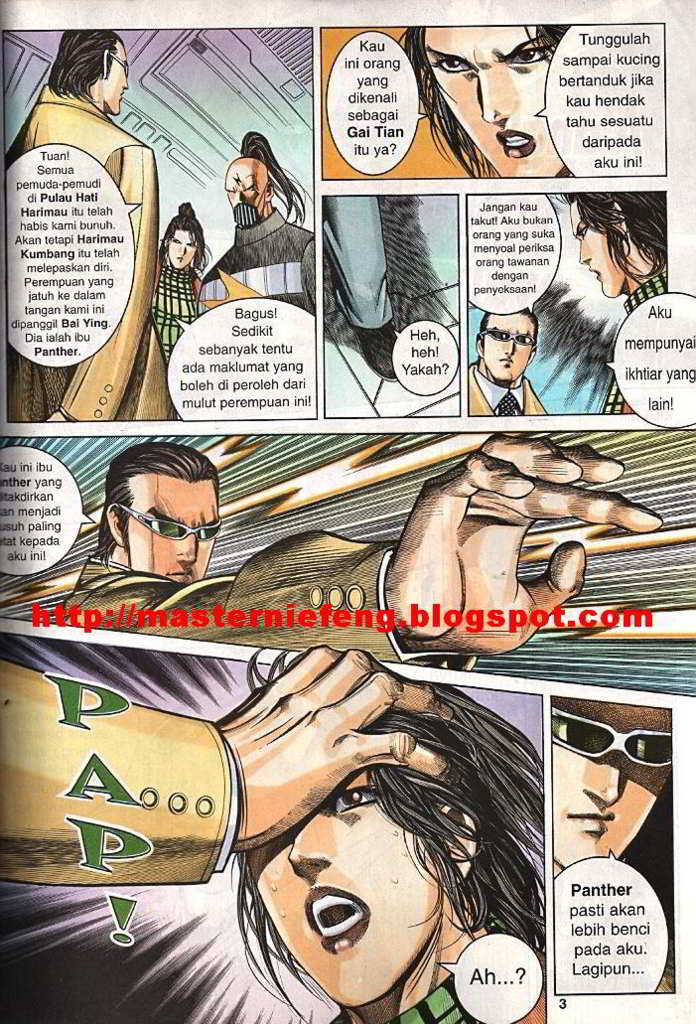 Tuan!
Semua
pemuda-pemudi
di Pulau Hati
Harimau itu telah
habis kami bunuh.
Akan tetapi Harimau
Kumbang itu telah
melepaskan diri.
Perempuan yang
jatuh ke dalam
tangan kami ini
dipanggil Bai Ying.
Dia ialah ibu
Panther.
Bagus!
Sedikit
sebanyak tentu
ada maklumat yang
boleh di peroleh dari
mulut perempuan ini!
Kau
ini orang
yang
dikenali
sebagai
Gai Tian
itu ya?
Tunggulah
sampai kucing
bertanduk jika
kau hendak
tahu sesuatu
daripada
aku ini!
Heh,
heh!
Yakah?
Jangan kau
takut! Aku bukan
orang yang suka
menyoal periksa
orang tawanan
dengan
penyeksaan!
Aku
mempunyai
ikhtiar yang
lain!
Kau ini ibu
Panther yang
ditakdirkan
menjadi
musuh paling
kepada
aku ini!
http://masterniefeng.blogspot.com
PAP!
Ah...?
Panther
pasti akan
lebih benci
pada aku.
Lagipun...
3